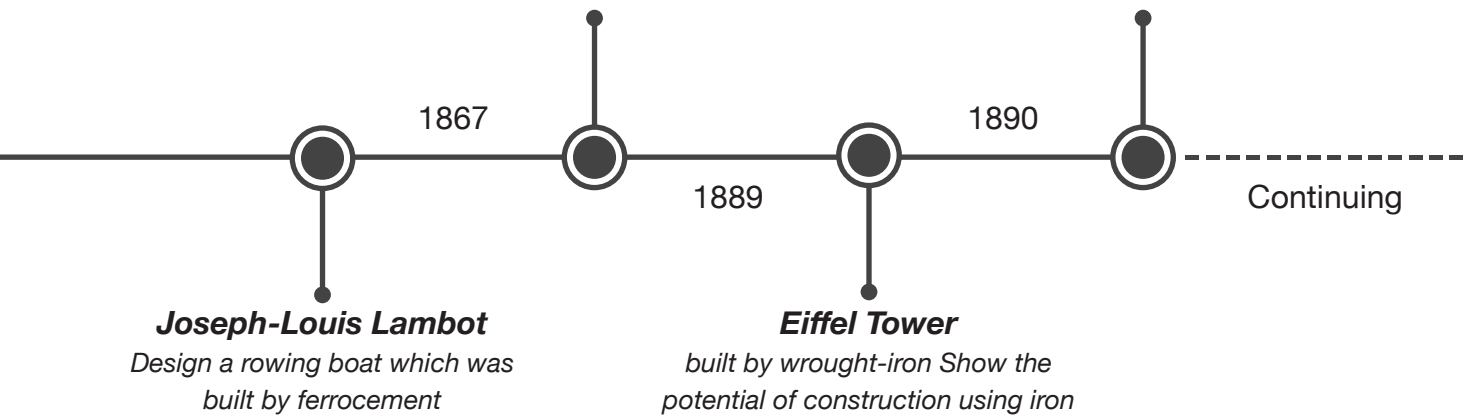 1867
1890
1889
Continuing
Joseph-Louis Lambot
Design a rowing boat which was
built by ferrocement
Eiffel Tower
built by wrought-iron Show the
potential of construction using iron